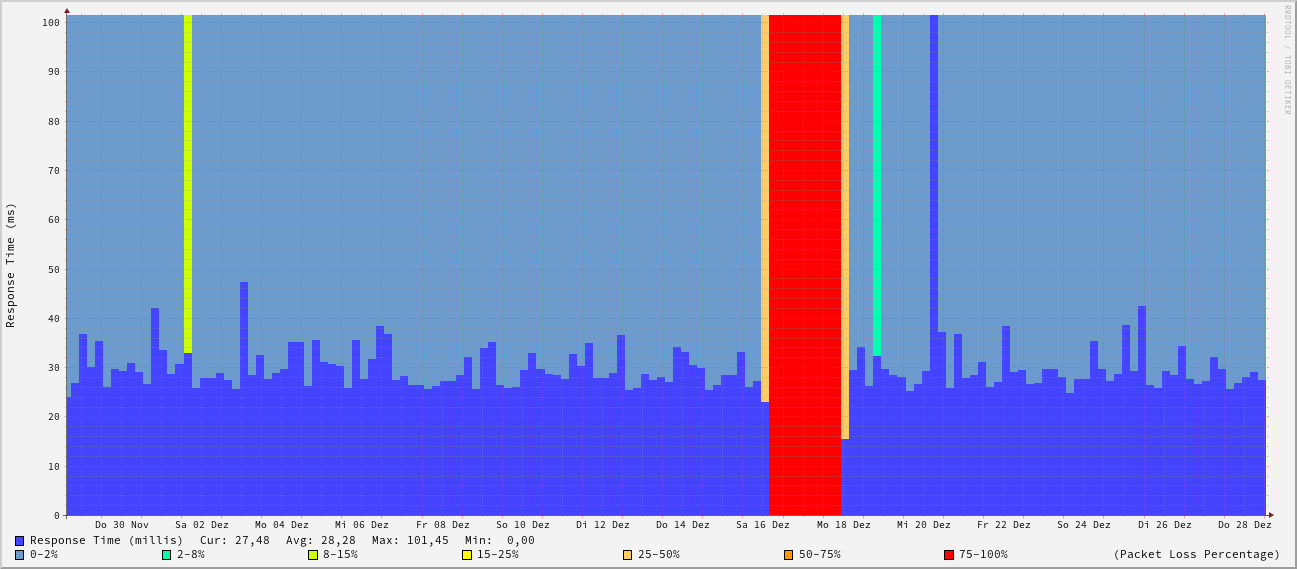 RRDTOOL / TOBI OETIKER
Response Time (ms)
100
90
80
70
60
50
40
30
20
10
0
Do 30 Nov Sa 02 Dez Mo 04 Dez Mi 06 Dez Fr 08 Dez So 10 Dez Di 12 Dez Do 14 Dez Sa 16 Dez Mo 18 Dez Mi 20 Dez Fr 22 Dez So 24 Dez Di 26 Dez Do 28 Dez
Response Time (millis) Cur: 27,48 Avg: 28,28 Max: 101,45 Min: 0,00
0-2% 2-8% 8-15% 15-25% 25-50% 50-75% 75-100% (Packet Loss Percentage)